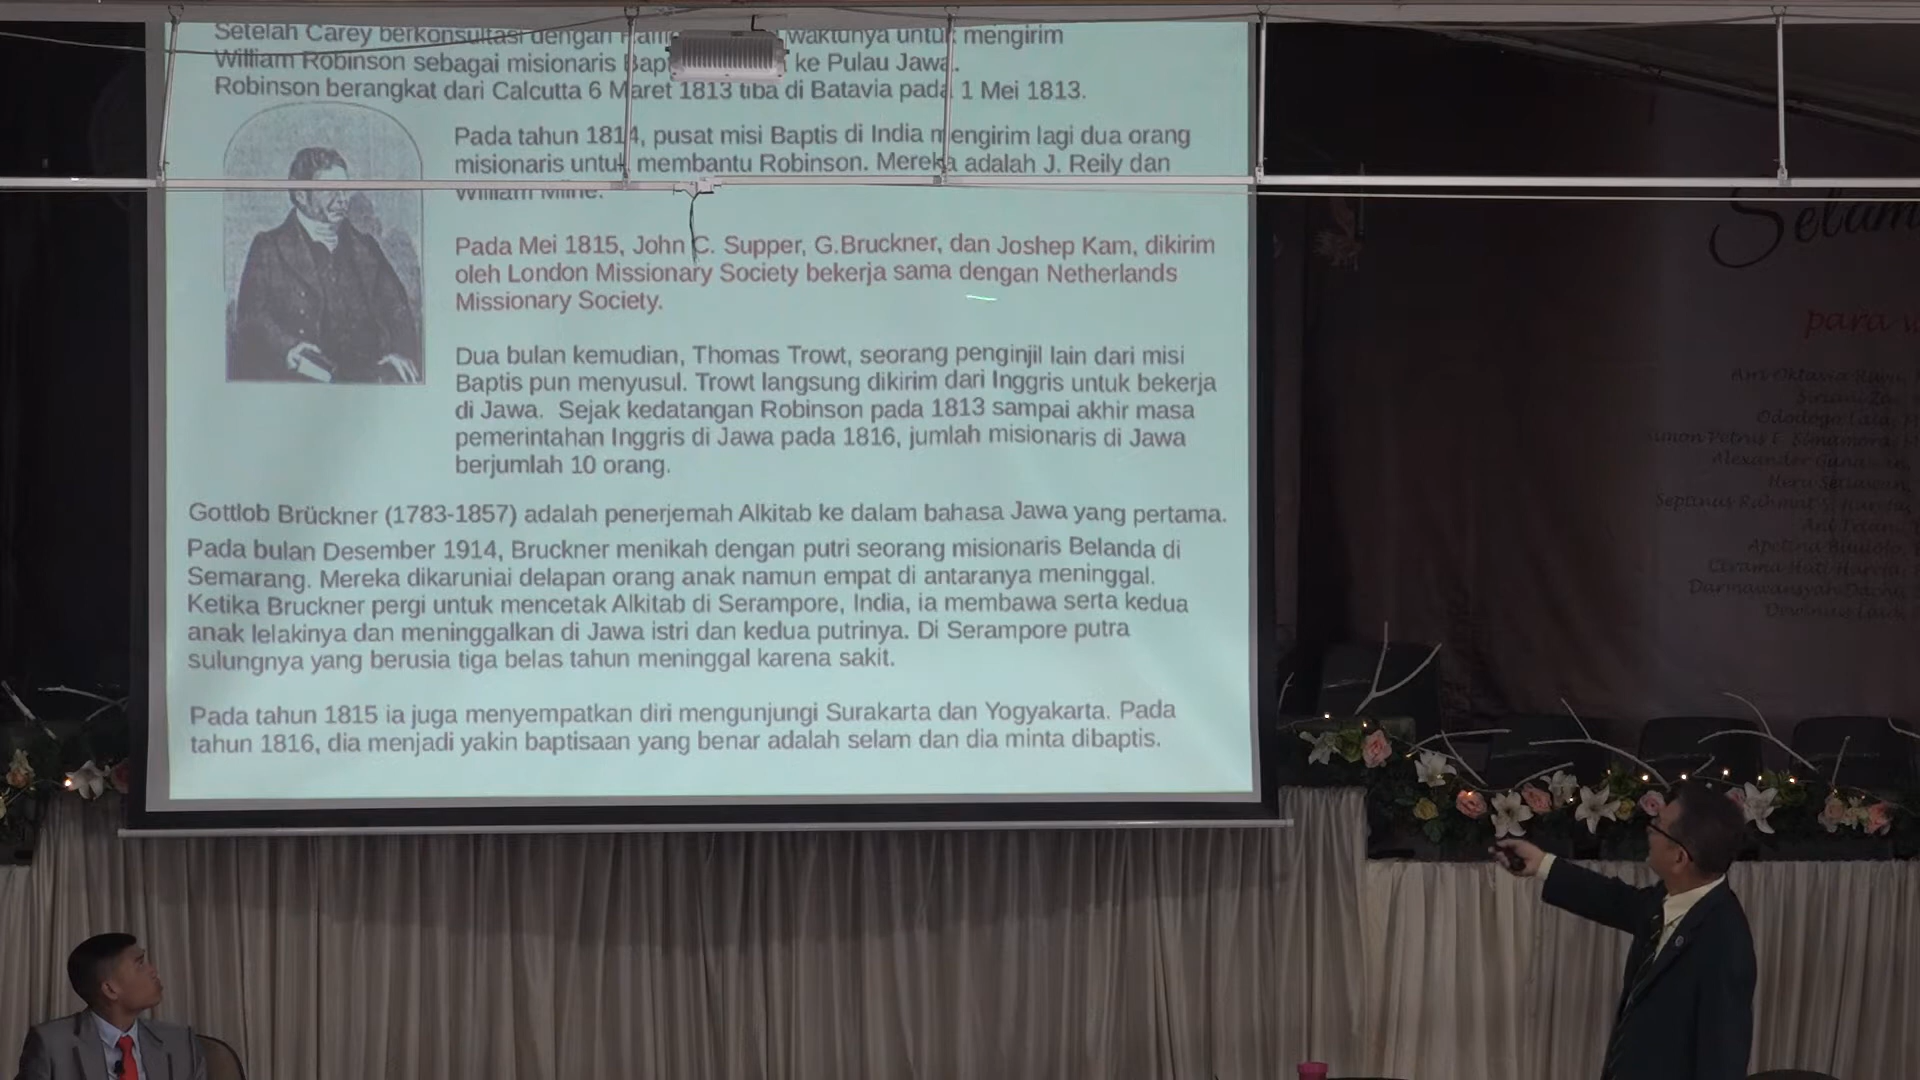 Setelah Carey berkonsultasi dengan waktunya untuk mengirim
William Robinson sebagai misionaris ke Pulau Jawa.
Robinson berangkat dari Calcutta 6 Maret 1813 tiba di Batavia pada 1 Mei 1813.
Pada tahun 1814, pusat misi Baptis di India mengirim lagi dua orang
misionaris untuk membantu Robinson. Mereka adalah J. Reily dan
William Milne.
Pada Mei 1815, John C. Supper, G.Bruckner, dan Joshep Kam, dikirim
oleh London Missionary Society bekerja sama dengan Netherlands
Missionary Society.
Dua bulan kemudian, Thomas Trowt, seorang penginjil lain dari misi
Baptis pun menyusul. Trowt langsung dikirim dari Inggris untuk bekerja
di Jawa. Sejak kedatangan Robinson pada 1813 sampai akhir masa
pemerintahan Inggris di Jawa pada 1816, jumlah misionaris di Jawa
berjumlah 10 orang.
Gottlob Brückner (1783-1857) adalah penerjemah Alkitab ke dalam bahasa Jawa yang pertama.
Pada bulan Desember 1914, Bruckner menikah dengan putri seorang misionaris Belanda di
Semarang. Mereka dikaruniai delapan orang anak namun empat di antaranya meninggal.
Ketika Bruckner pergi untuk mencetak Alkitab di Serampore, India, ia membawa serta kedua
anak lelakinya dan meninggalkan di Jawa istri dan kedua putrinya. Di Serampore putra
sulungnya yang berusia tiga belas tahun meninggal karena sakit.
Pada tahun 1815 ia juga menyempatkan diri mengunjungi Surakarta dan Yogyakarta. Pada
tahun 1816, dia menjadi yakin baptisaan yang benar adalah selam dan dia minta dibaptis.
Selam
para